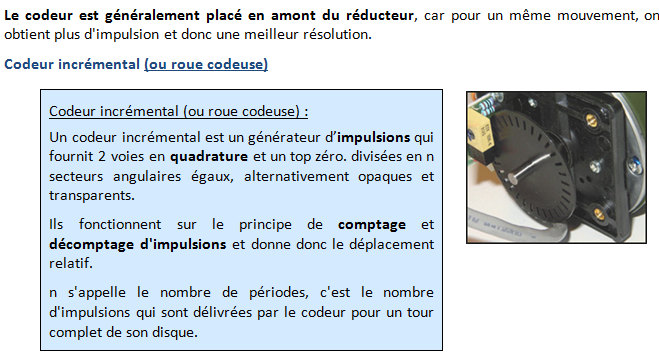 Le codeur est généralement placé en amont du réducteur, car pour un même mouvement, on
obtient plus d'impulsion et donc une meilleur résolution.
Codeur incrémental (ou roue codeuse)
Codeur incrémental (ou roue codeuse) :
Un codeur incrémental est un générateur d'impulsions qui
fournit 2 voies en quadrature et un top zéro. divisées en n
secteurs angulaires égaux, alternativement opaques et
transparents.
Ils fonctionnent sur le principe de comptage et
décomptage d'impulsions et donne donc le déplacement
relatif.
n s'appelle le nombre de périodes, c'est le nombre
d'impulsions qui sont délivrées par le codeur pour un tour
complet de son disque.